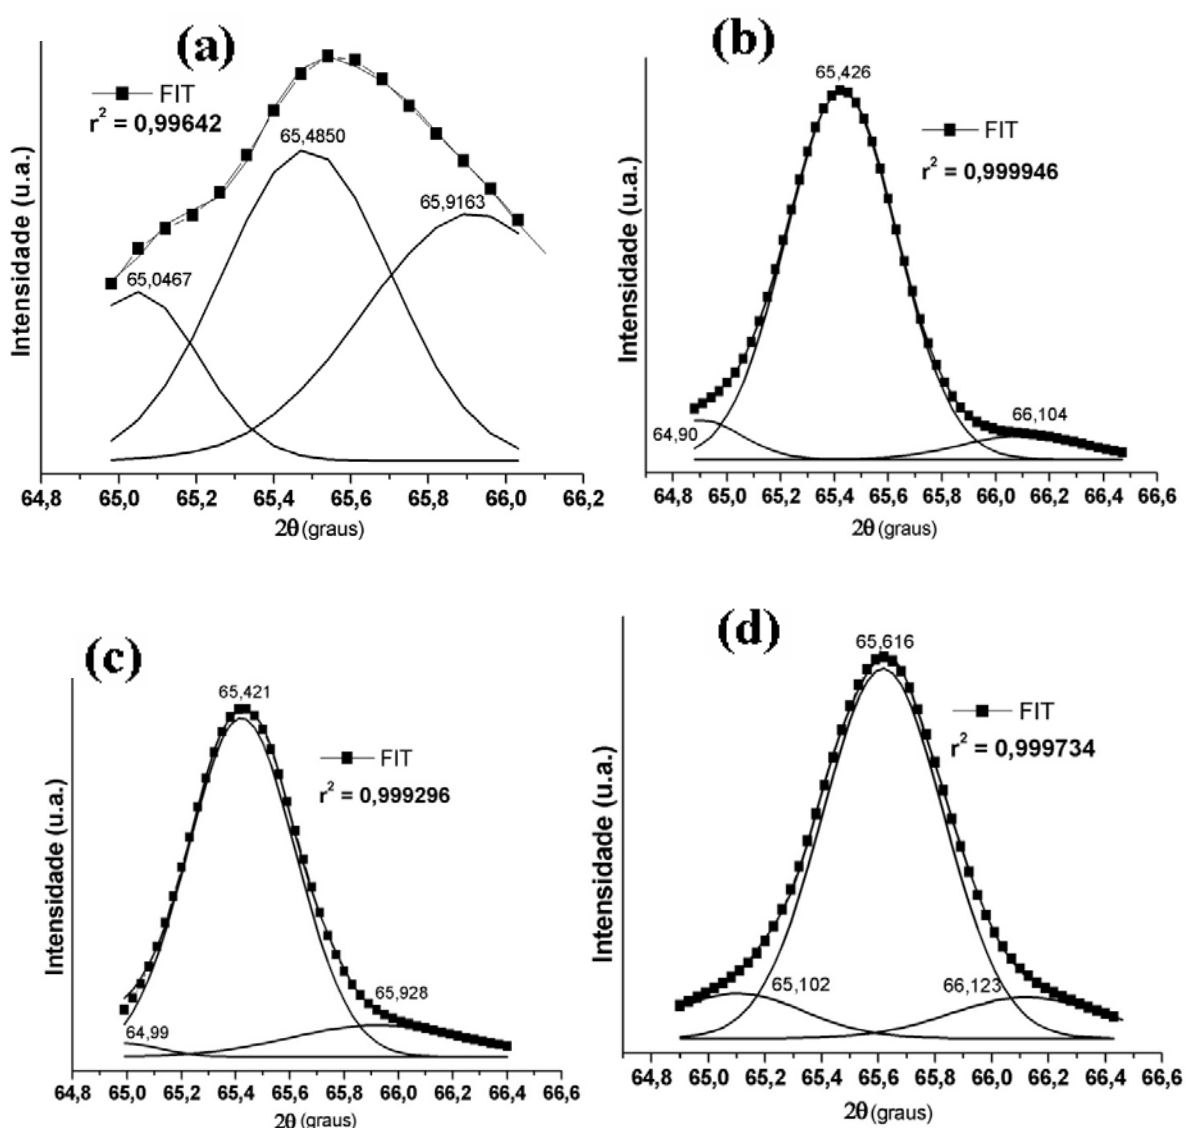 (a)
FIT
r² = 0,99642
65,4850
65,9163
65,0467
Intensidade (u.a.)
64,8 65,0 65,2 65,4 65,6 65,8 66,0 66,2
2θ (graus)
(b)
65,426
FIT
r² = 0,999946
66,104
64,90
Intensidade (u.a.)
64,8 65,0 65,2 65,4 65,6 65,8 66,0 66,2 66,4 66,6
2θ (graus)
(c)
65,421
FIT
r² = 0,999296
65,928
64,99
Intensidade (u.a.)
64,8 65,0 65,2 65,4 65,6 65,8 66,0 66,2 66,4 66,6
2θ (graus)
(d)
65,616
FIT
r² = 0,999734
65,102
66,123
Intensidade (u.a.)
64,8 65,0 65,2 65,4 65,6 65,8 66,0 66,2 66,4 66,6
2θ (graus)